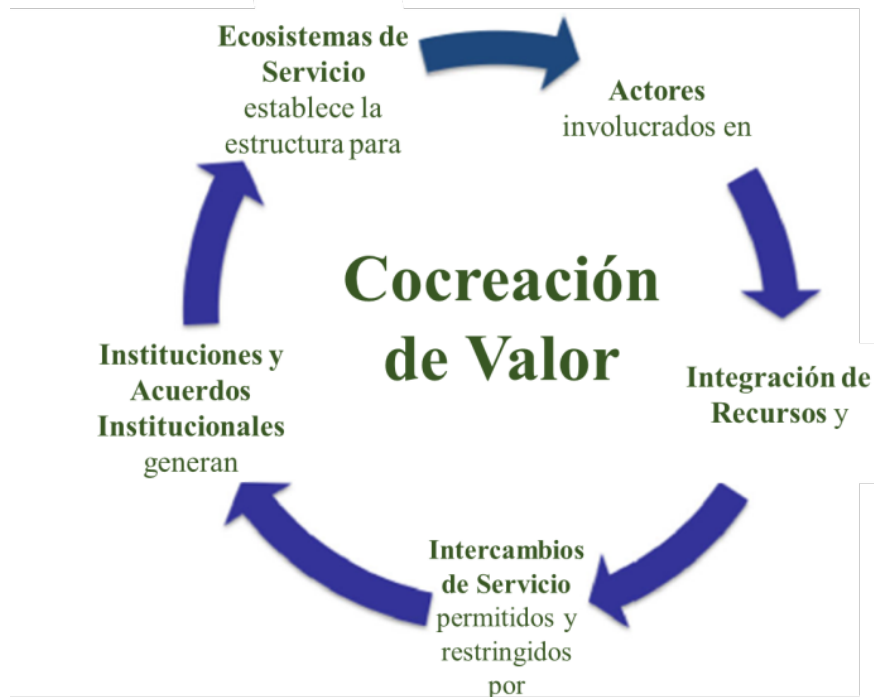 Ecosistemas de
Servicio
establece la
estructura para
Actores
involucrados en
Cocreación
de Valor
Integración de
Recursos y
Intercambios
de Servicio
permitidos y
restringidos
por
Instituciones y
Acuerdos
Institucionales
generan